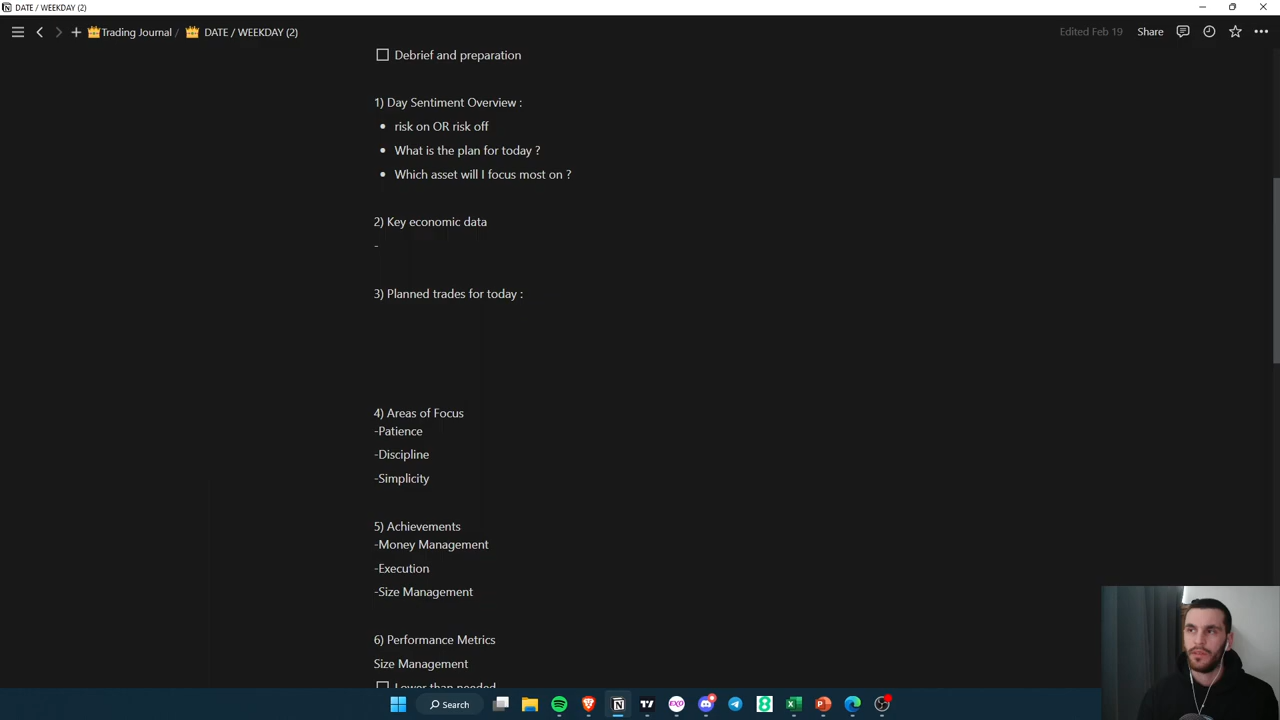 DATE / WEEKDAY (2)
Trading Journal / DATE / WEEKDAY (2)
Edited Feb 19
Share
Debrief and preparation
1) Day Sentiment Overview :
risk on OR risk off
What is the plan for today ?
Which asset will I focus most on ?
2) Key economic data
-
3) Planned trades for today :
4) Areas of Focus
-Patience
-Discipline
-Simplicity
5) Achievements
-Money Management
-Execution
-Size Management
6) Performance Metrics
Size Management
Lower than needed
Search